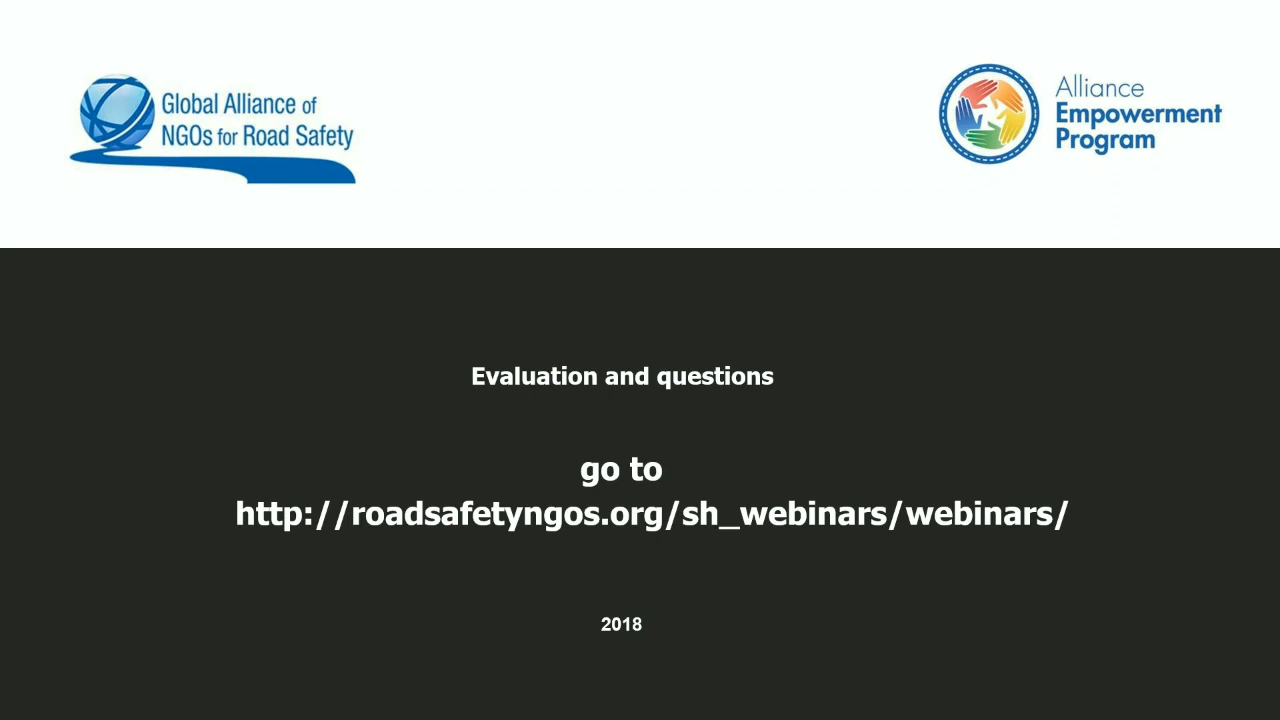 Global Alliance of
NGOs for Road Safety
Alliance
Empowerment
Program
Evaluation and questions
go to
http://roadsafetyngos.org/sh_webinars/webinars/
2018